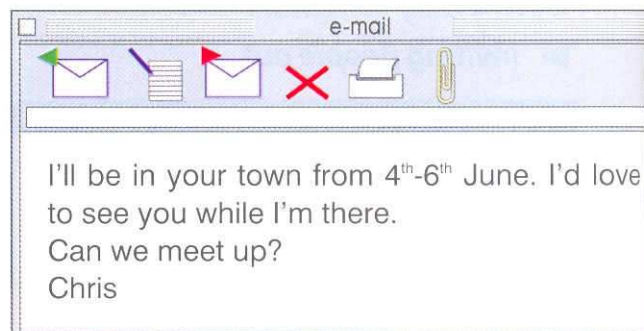 e-mail
I'll be in your town from 4th-6th June. I'd love
to see you while I'm there.
Can we meet up?
Chris